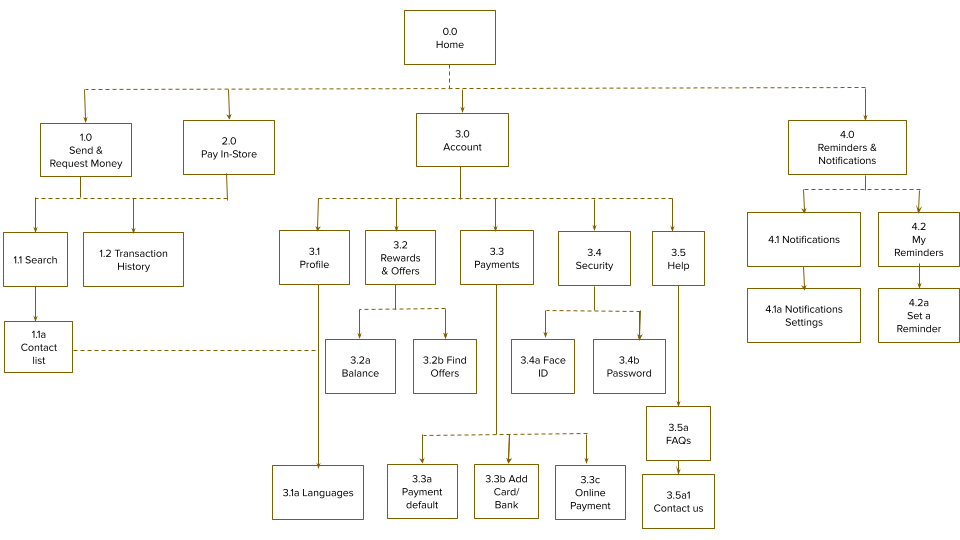 0.0
Home
1.0
Send &
Request Money
2.0
Pay In-Store
3.0
Account
4.0
Reminders &
Notifications
1.1 Search
1.2 Transaction
History
3.1
Profile
3.2
Rewards
& Offers
3.3
Payments
3.4
Security
3.5
Help
4.1 Notifications
4.2
My
Reminders
1.1a
Contact
list
3.2a
Balance
3.2b Find
Offers
3.4a Face
ID
3.4b
Password
4.1a Notifications
Settings
4.2a
Set a
Reminder
3.5a
FAQs
3.1a Languages
3.3a
Payment
default
3.3b Add
Card/
Bank
3.3c
Online
Payment
3.5a1
Contact us